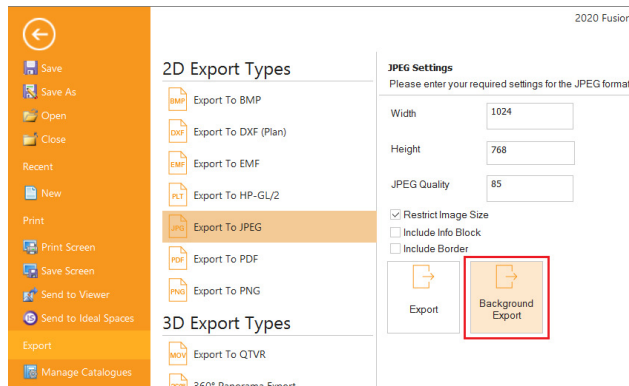 2020 Fusion
Save
Save As
Open
Close
Recent
New
Print
Print Screen
Save Screen
Send to Viewer
Send to Ideal Spaces
Export
Manage Catalogues
2D Export Types
BMP Export To BMP
DXF Export To DXF (Plan)
EMF Export To EMF
PLT Export To HP-GL/2
JPG Export To JPEG
PDF Export To PDF
PNG Export To PNG
3D Export Types
MOV Export To QTVR
360° Panorama Export
JPEG Settings
Please enter your required settings for the JPEG format
Width 1024
Height 768
JPEG Quality 85
Restrict Image Size
Include Info Block
Include Border
Export
Background
Export